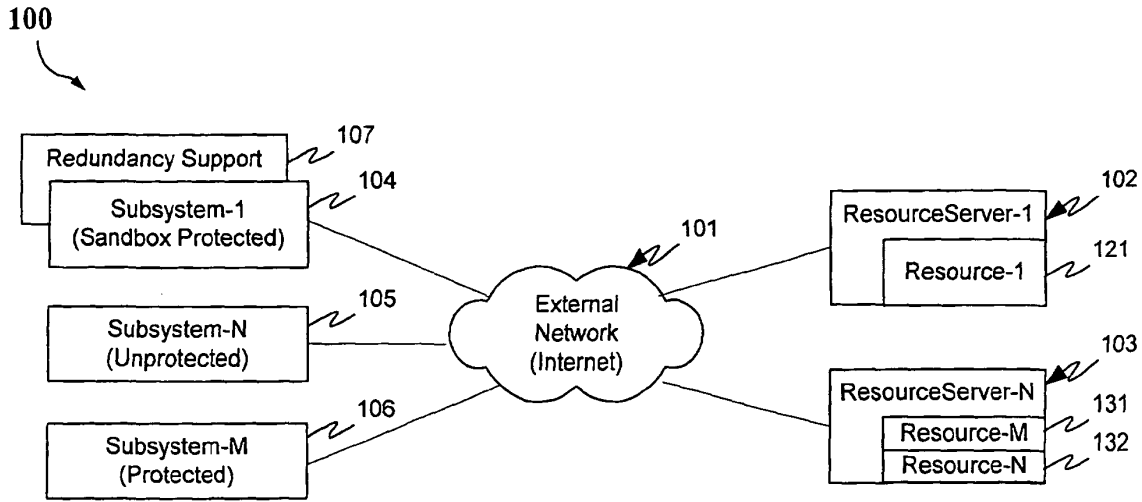 100
107
Redundancy Support
104
Subsystem-1
(Sandbox Protected)
105
Subsystem-N
(Unprotected)
106
Subsystem-M
(Protected)
101
External
Network
(Internet)
102
ResourceServer-1
121
Resource-1
103
ResourceServer-N
131
Resource-M
132
Resource-N